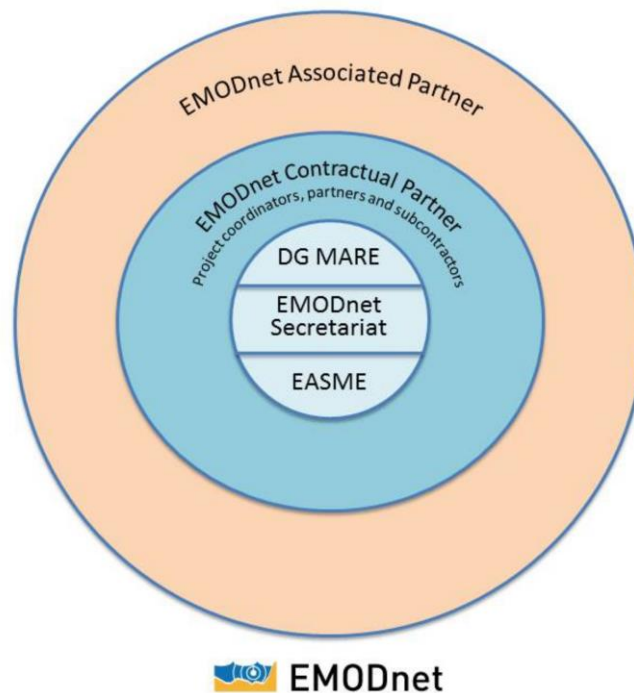 EMODnet Associated Partner
EMODnet Contractual Partner
Project coordinators, partners and subcontractors
DG MARE
EMODnet
Secretariat
EASME
EMODnet